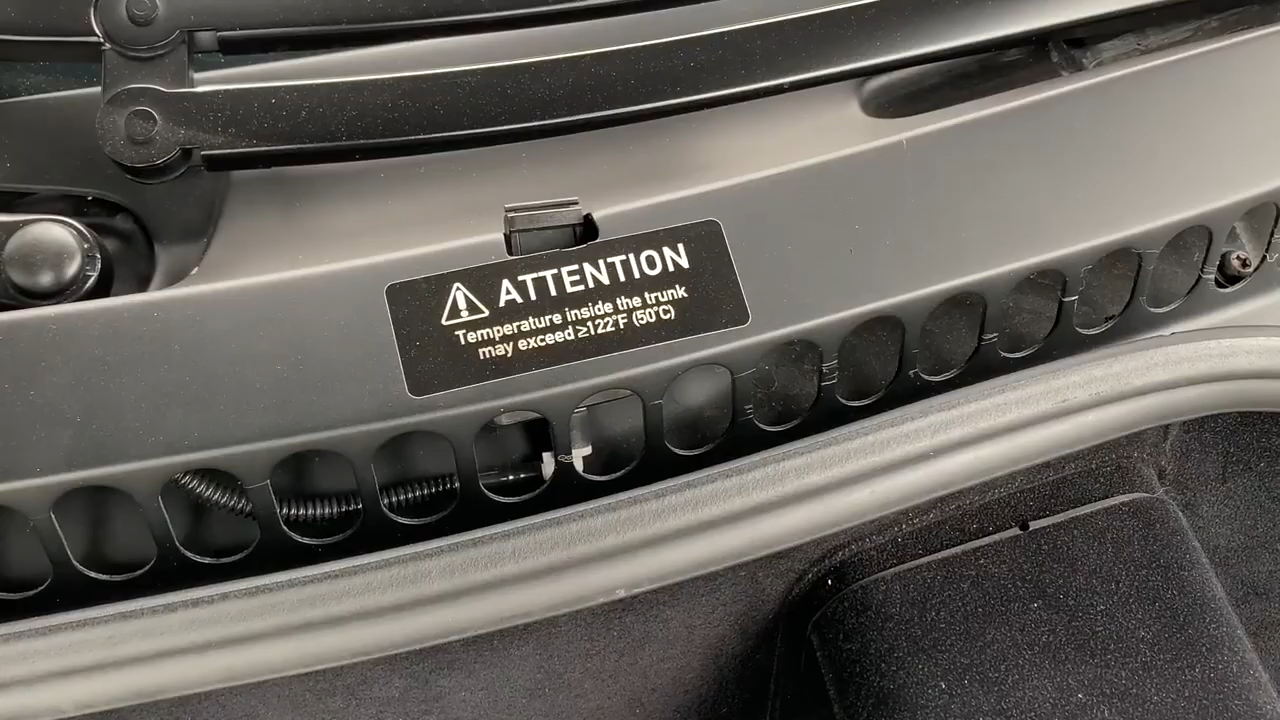 ATTENTION
Temperature inside the trunk
may exceed ≥122°F (50°C)